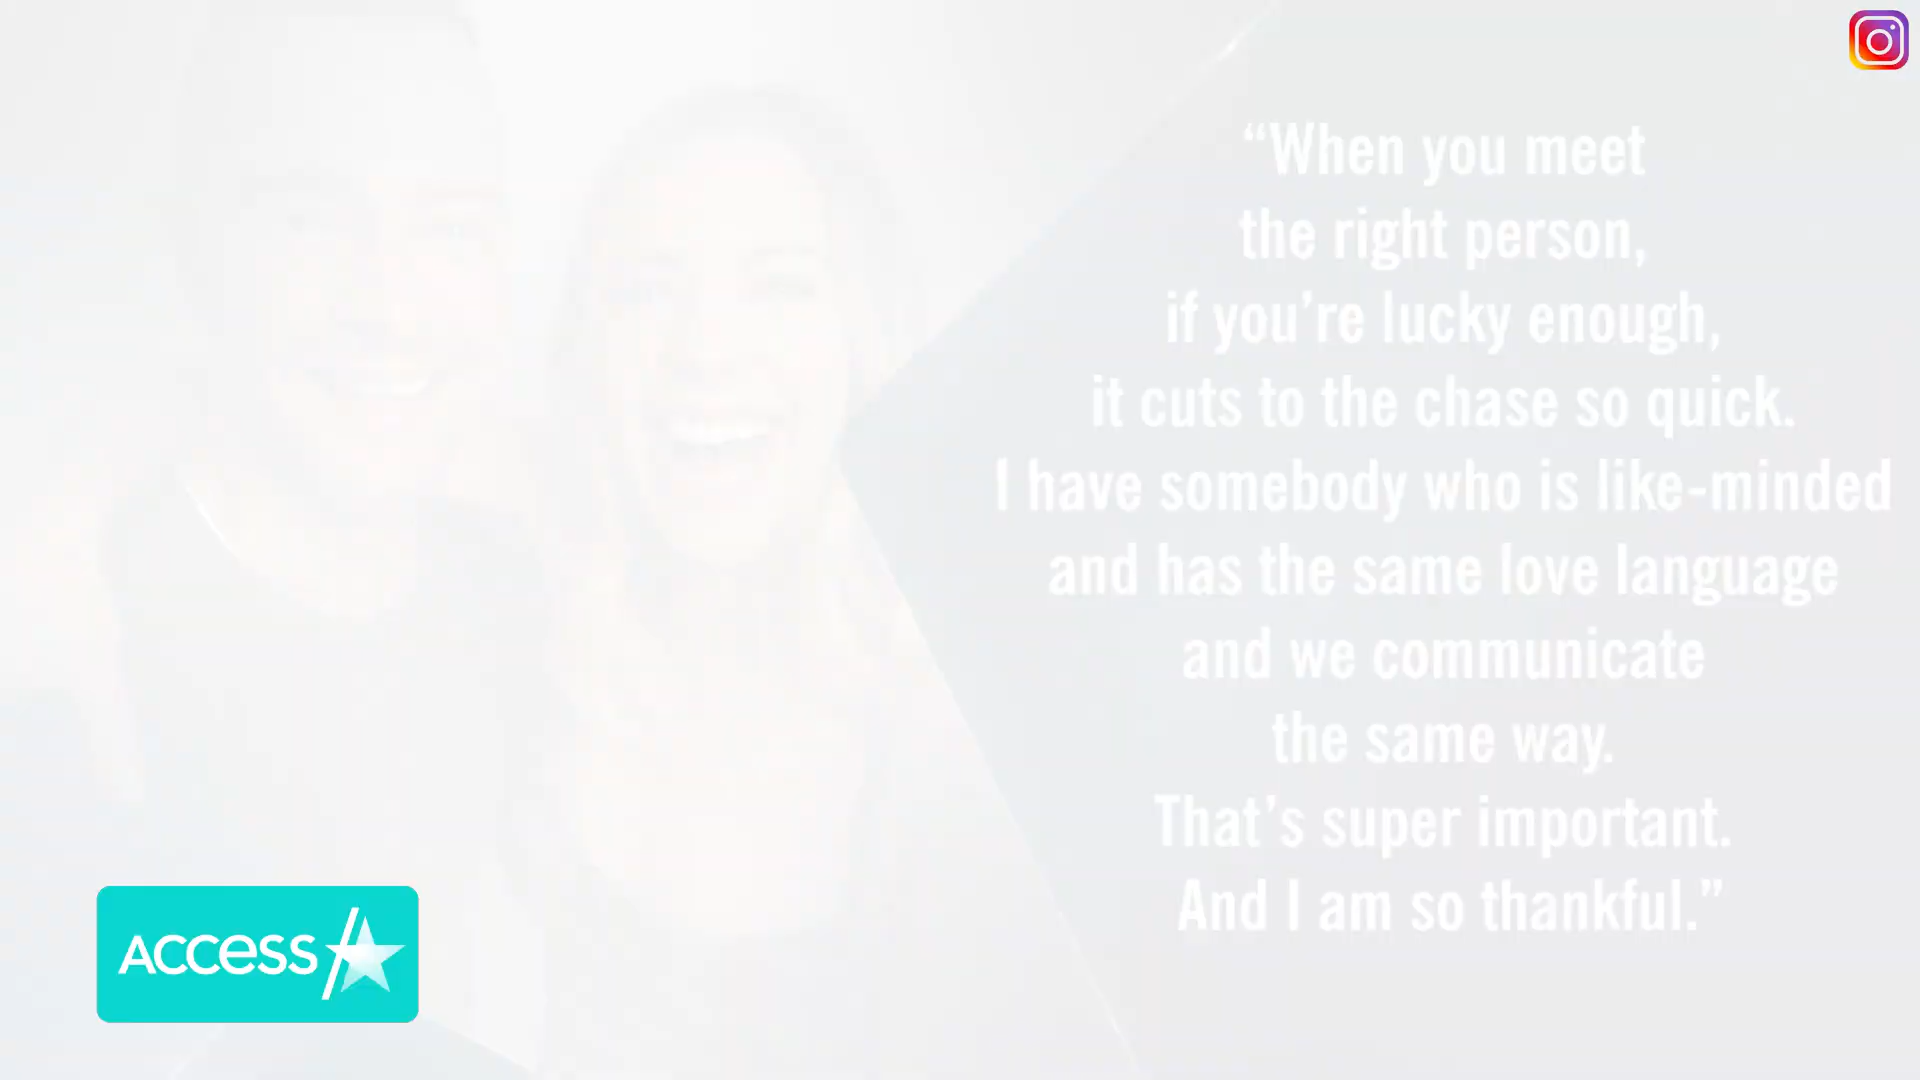 “When you meet
the right person,
if you’re lucky enough,
it cuts to the chase so quick.
I have somebody who is like-minded
and has the same love language
and we communicate
the same way.
That’s super important.
And I am so thankful.”
ACCESS